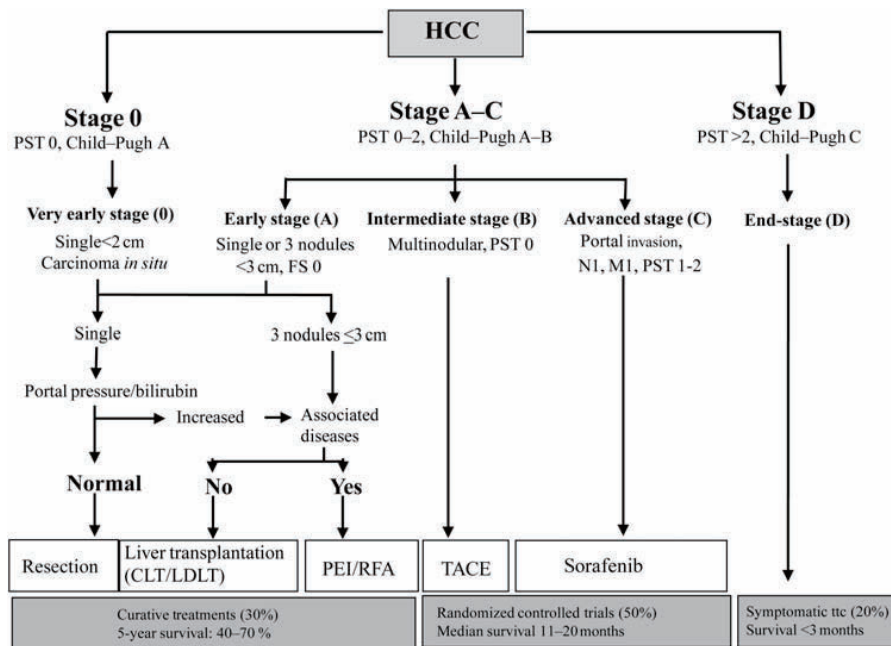 HCC
Stage 0
PST 0, Child–Pugh A
Stage A–C
PST 0–2, Child–Pugh A–B
Stage D
PST >2, Child–Pugh C
Very early stage (0)
Single<2 cm
Carcinoma in situ
Early stage (A)
Single or 3 nodules
<3 cm, FS 0
Intermediate stage (B)
Multinodular, PST 0
Advanced stage (C)
Portal invasion,
N1, M1, PST 1-2
End-stage (D)
Single
3 nodules ≤3 cm
Portal pressure/bilirubin
Increased
Associated
diseases
Normal
No
Yes
Resection
Liver transplantation
(CLT/LDLT)
PEI/RFA
TACE
Sorafenib
Curative treatments (30%)
5-year survival: 40–70 %
Randomized controlled trials (50%)
Median survival 11–20 months
Symptomatic ttc (20%)
Survival <3 months